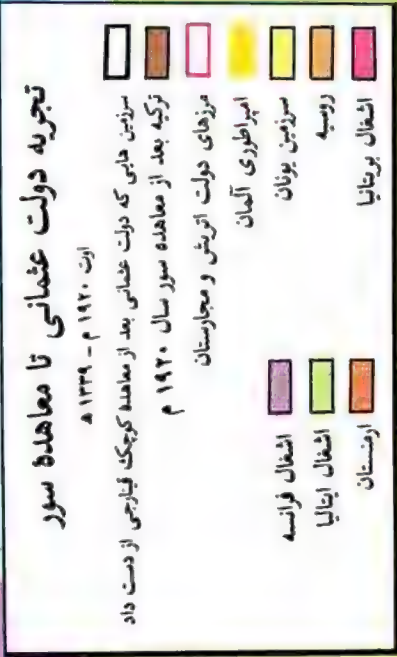 تجزیه دولت عثمانی تا معاهده سور
اوت ۱۹۲۰ م - ۱۳۳۹ ه
سرزمین هایی که دولت عثمانی بعد از معاهده کوچک قینارجی از دست داد
ترکیه بعد از معاهده سور سال ۱۹۲۰ م
مرزهای دولت اتریش و مجارستان
امپراطوری آلمان
سرزمین یونان
روسیه
اشغال بریتانیا
اشغال فرانسه
اشغال ایتالیا
ارمنستان